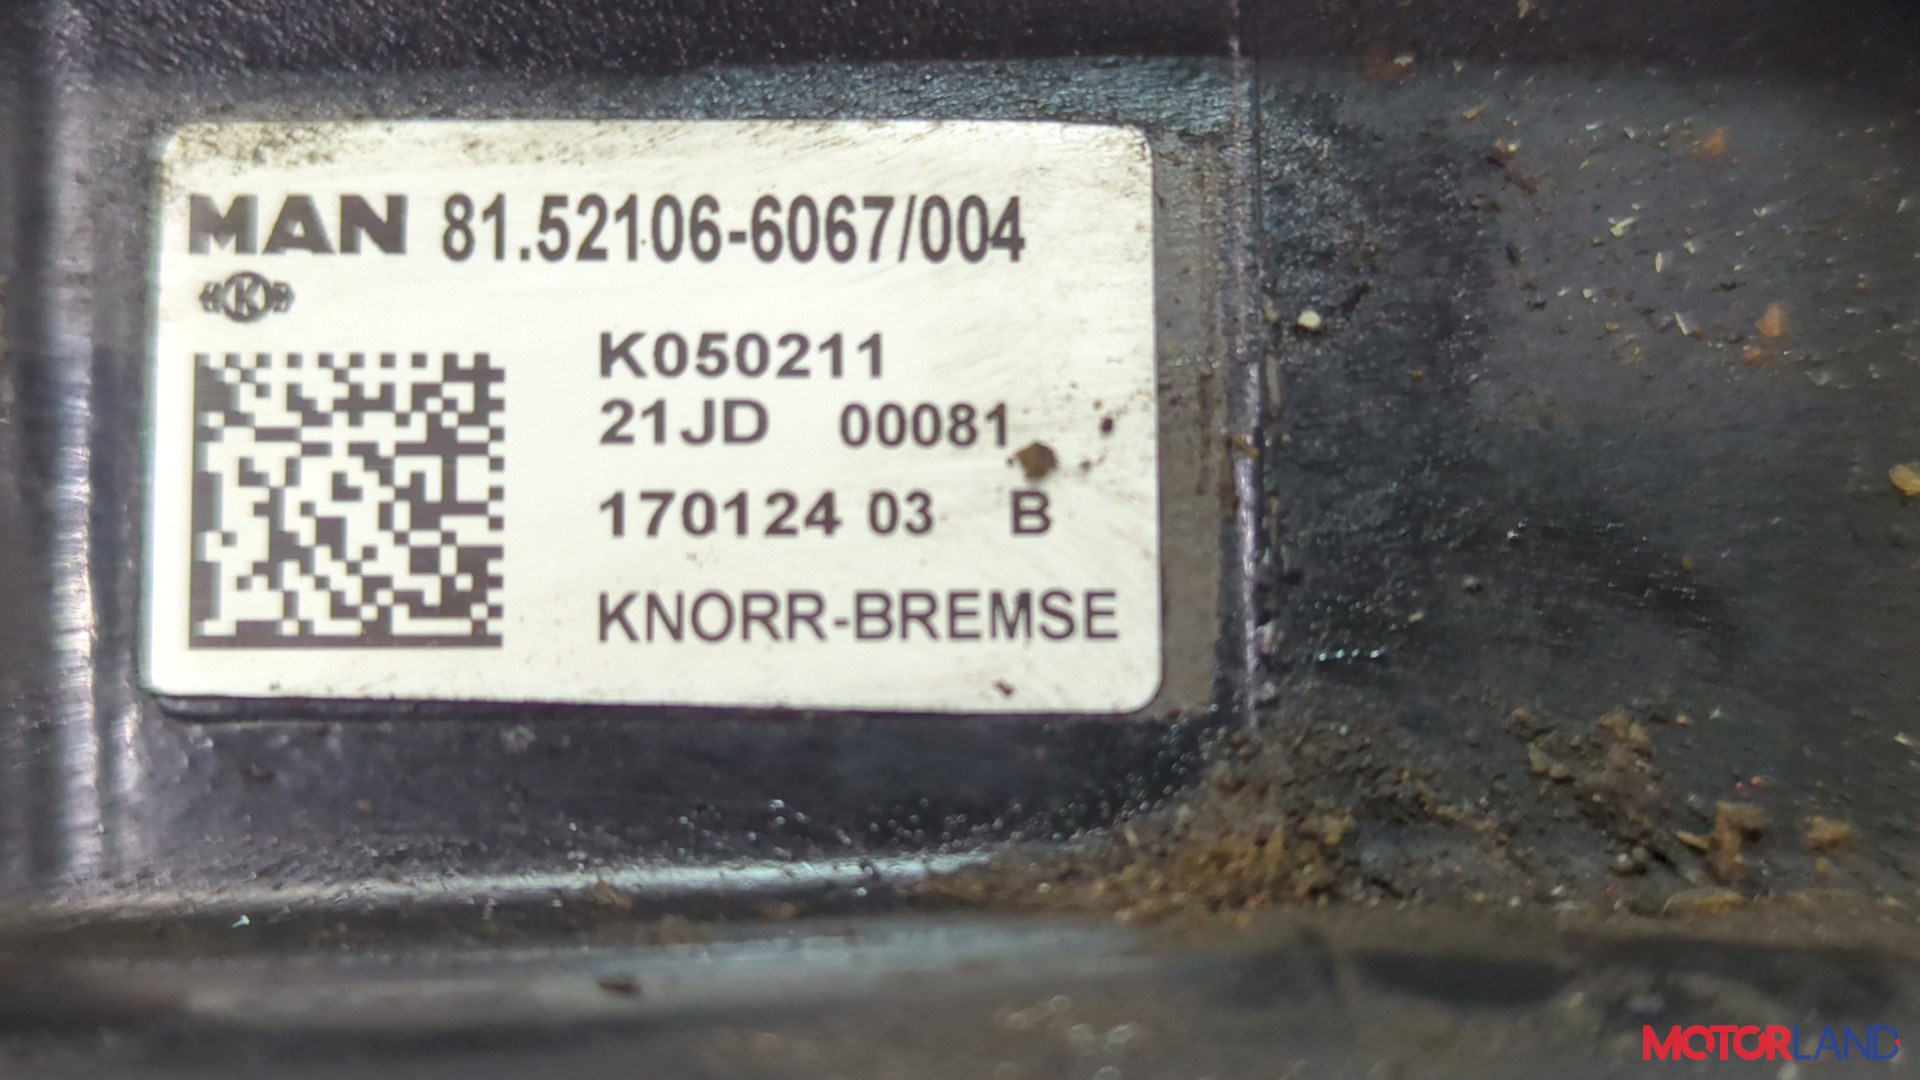 MAN 81.52106-6067/004
K
K050211
21JD 00081
170124 03 B
KNORR-BREMSE
MOTORLAND